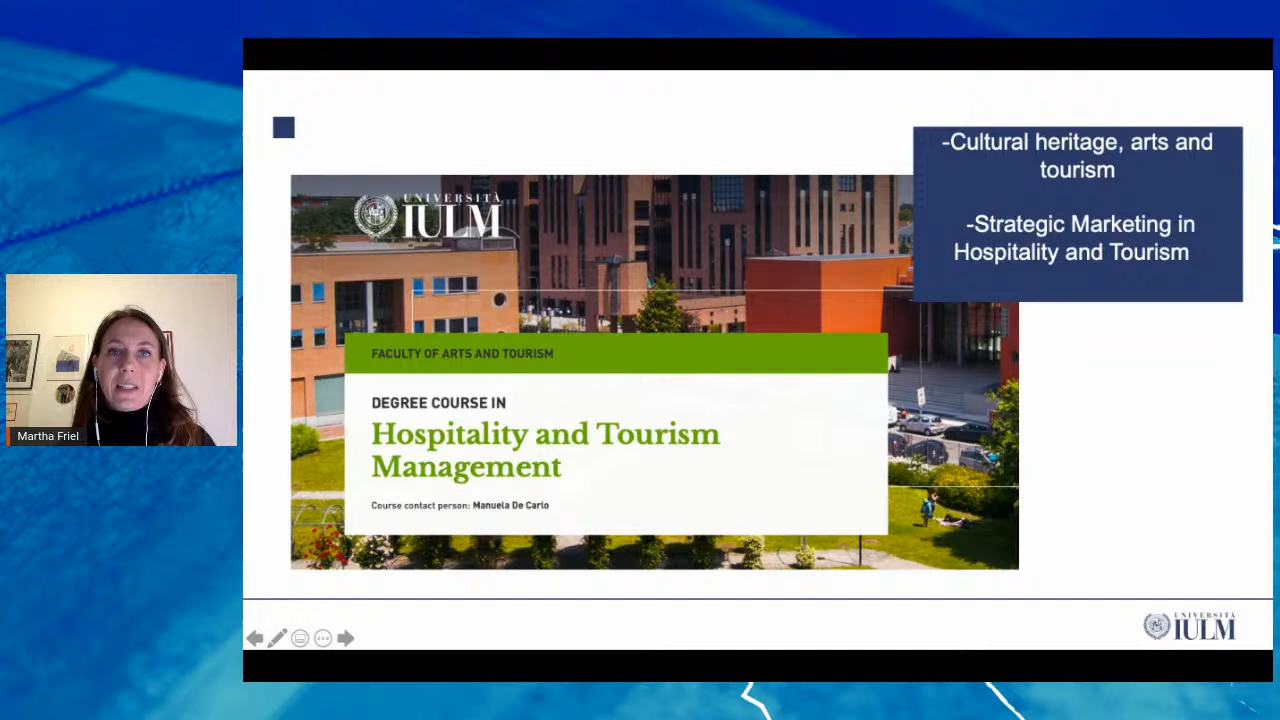 -Cultural heritage, arts and
tourism
-Strategic Marketing in
Hospitality and Tourism
UNIVERSITÀ
IULM
FACULTY OF ARTS AND TOURISM
DEGREE COURSE IN
Hospitality and Tourism
Management
Course contact person: Manuela De Carlo
Martha Friel
UNIVERSITÀ
IULM